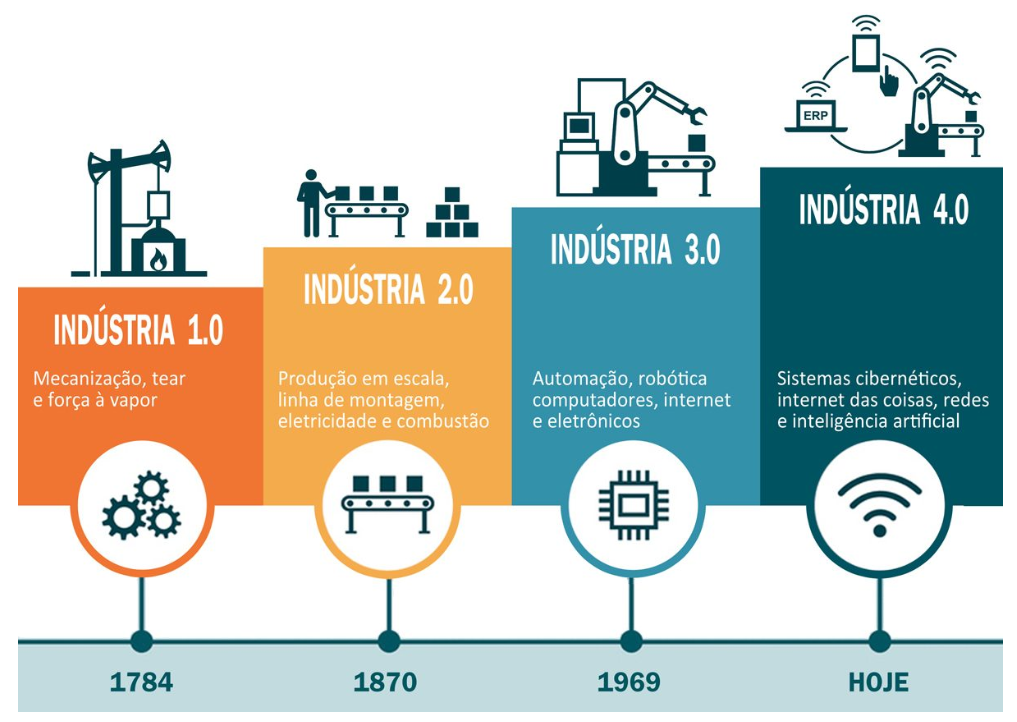 ERP
INDÚSTRIA 1.0
Mecanização, tear
e força à vapor
1784
INDÚSTRIA 2.0
Produção em escala,
linha de montagem,
eletricidade e combustão
1870
INDÚSTRIA 3.0
Automação, robótica
computadores, internet
e eletrônicos
1969
INDÚSTRIA 4.0
Sistemas cibernéticos,
internet das coisas, redes
e inteligência artificial
HOJE